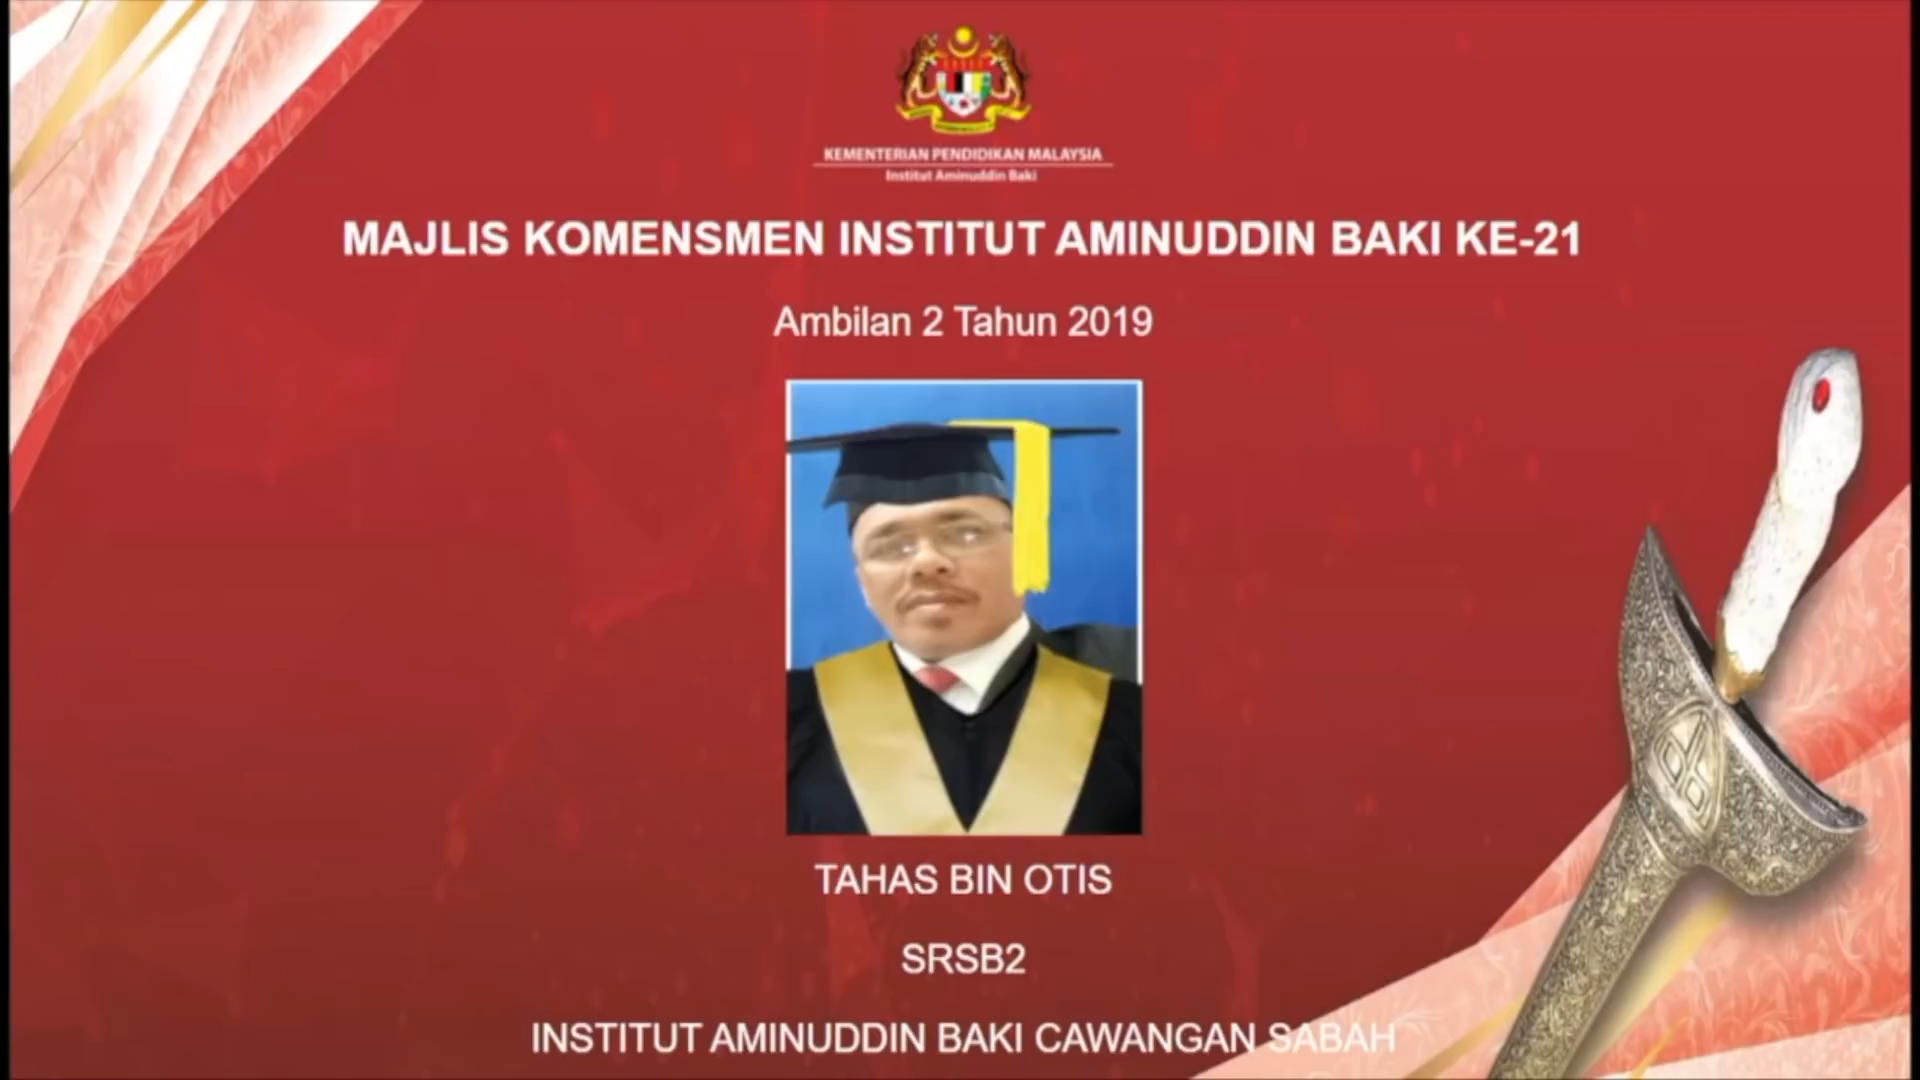 KEMENTERIAN PENDIDIKAN MALAYSIA
Institut Aminuddin Baki
MAJLIS KOMENSMEN INSTITUT AMINUDDIN BAKI KE-21
Ambilan 2 Tahun 2019
TAHAS BIN OTIS
SRSB2
INSTITUT AMINUDDIN BAKI CAWANGAN SABAH